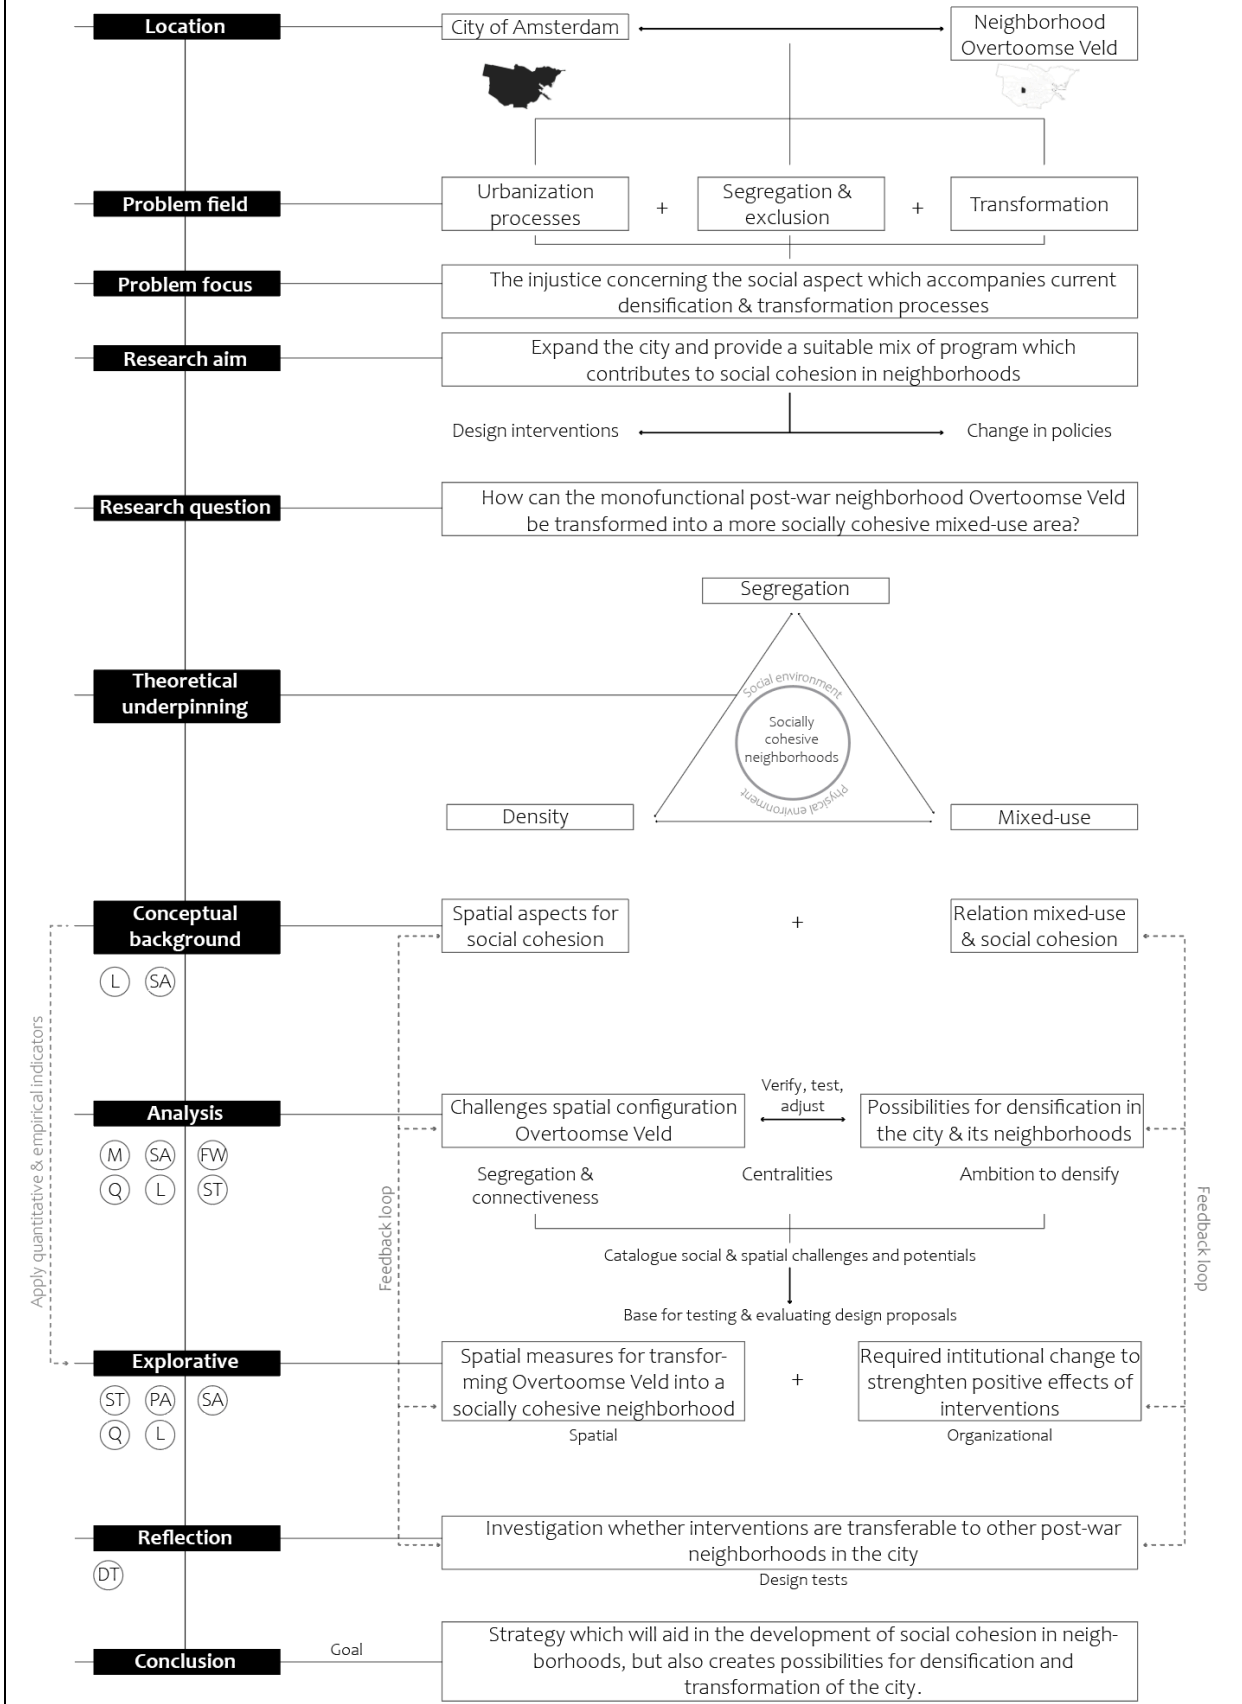 Location
City of Amsterdam
Neighborhood
Overtoomse Veld
Problem field
Urbanization
processes
+
Segregation &
exclusion
+
Transformation
Problem focus
The injustice concerning the social aspect which accompanies current
densification & transformation processes
Research aim
Expand the city and provide a suitable mix of program which
contributes to social cohesion in neighborhoods
Design interventions
Change in policies
Research question
How can the monofunctional post-war neighborhood Overtoomse Veld
be transformed into a more socially cohesive mixed-use area?
Segregation
Theoretical
underpinning
Social environment
Socially
cohesive
neighborhoods
Physical environment
Density
Mixed-use
Conceptual
background
L
SA
Spatial aspects for
social cohesion
+
Relation mixed-use
& social cohesion
Apply quantitative & empirical indicators
Feedback loop
Feedback loop
Analysis
M
SA
FW
Q
L
ST
Challenges spatial configuration
Overtoomse Veld
Verify, test,
adjust
Possibilities for densification in
the city & its neighborhoods
Segregation &
connectiveness
Centralities
Ambition to densify
Catalogue social & spatial challenges and potentials
Base for testing & evaluating design proposals
Explorative
ST
PA
SA
Q
L
Spatial measures for transfor-
ming Overtoomse Veld into a
socially cohesive neighborhood
Spatial
+
Required intitutional change to
strenghten positive effects of
interventions
Organizational
Reflection
DT
Investigation whether interventions are transferable to other post-war
neighborhoods in the city
Design tests
Conclusion
Goal
Strategy which will aid in the development of social cohesion in neigh-
borhoods, but also creates possibilities for densification and
transformation of the city.